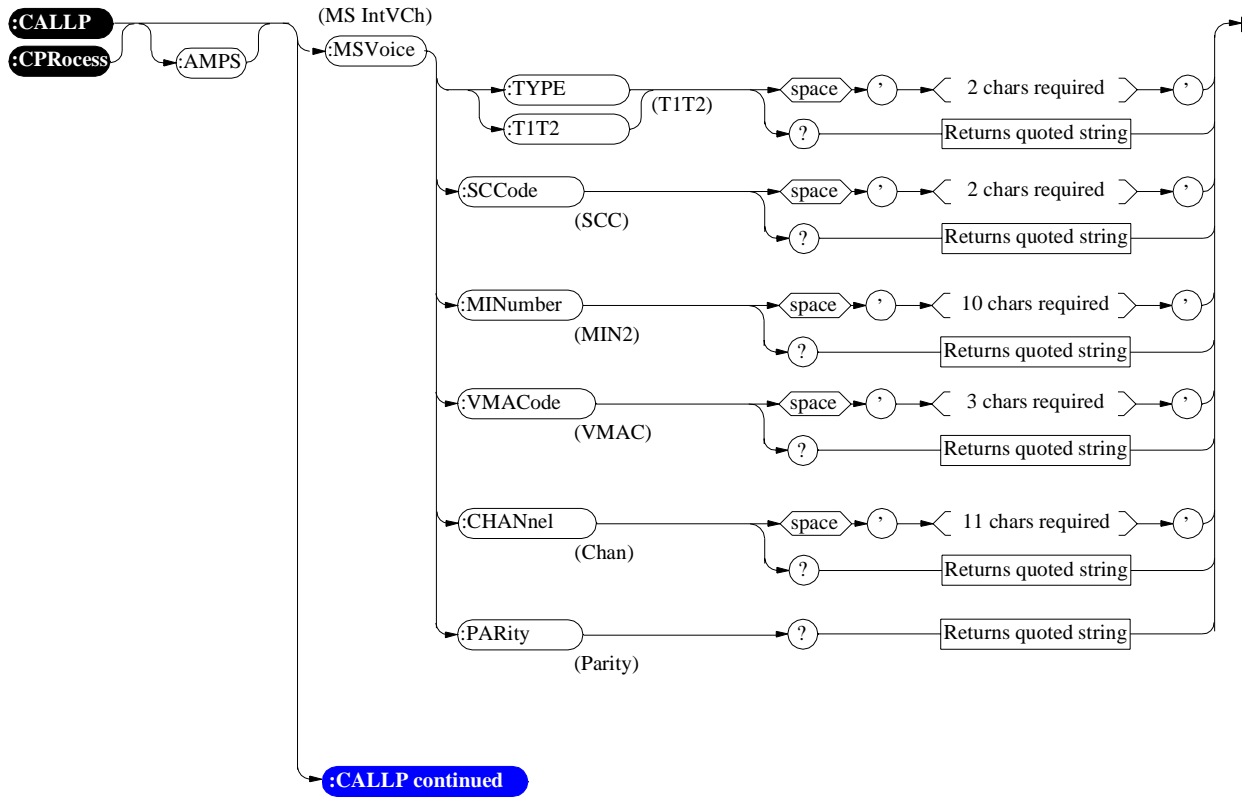 (MS IntVCh)
:CALLP
:CPRocess
:AMPS
:MSVoice
:TYPE
:T1T2
(T1T2)
space ’ 2 chars required ’
? Returns quoted string
:SCCode
(SCC)
space ’ 2 chars required ’
? Returns quoted string
:MINumber
(MIN2)
space ’ 10 chars required ’
? Returns quoted string
:VMACode
(VMAC)
space ’ 3 chars required ’
? Returns quoted string
:CHANnel
(Chan)
space ’ 11 chars required ’
? Returns quoted string
:PARity
(Parity)
? Returns quoted string
:CALLP continued